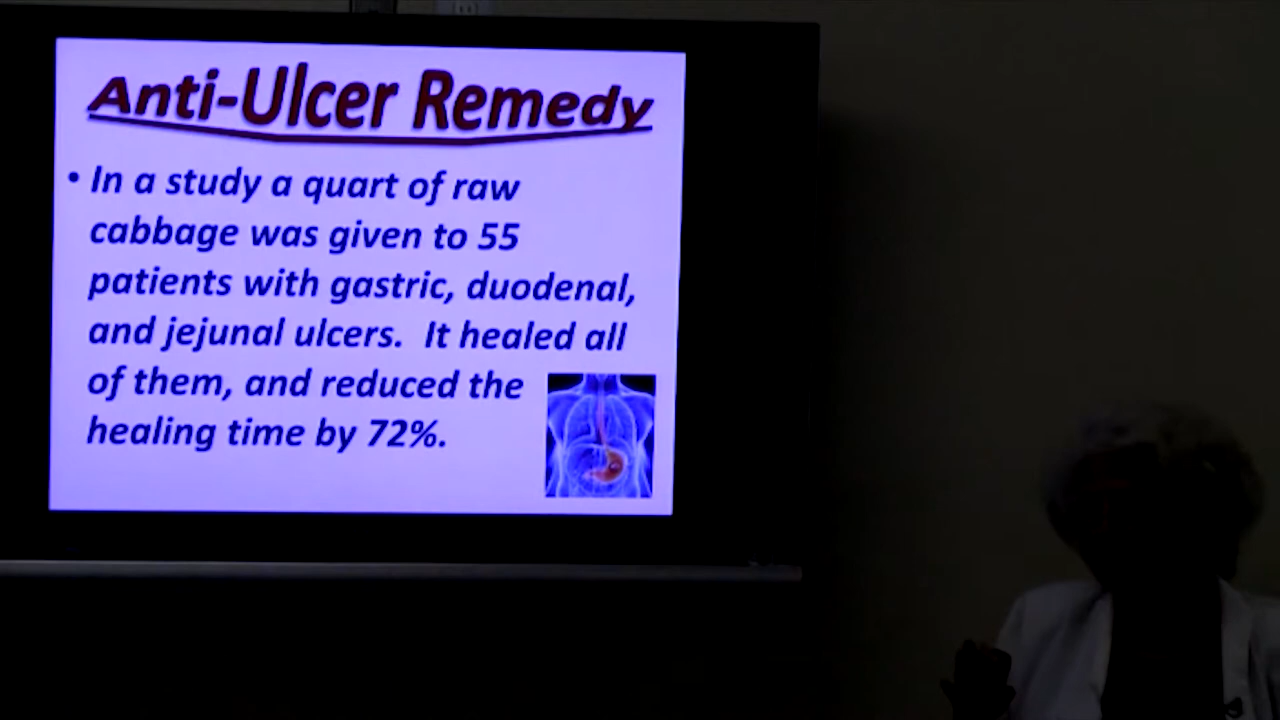 Anti-Ulcer Remedy
• In a study a quart of raw
cabbage was given to 55
patients with gastric, duodenal,
and jejunal ulcers.  It healed all
of them, and reduced the
healing time by 72%.